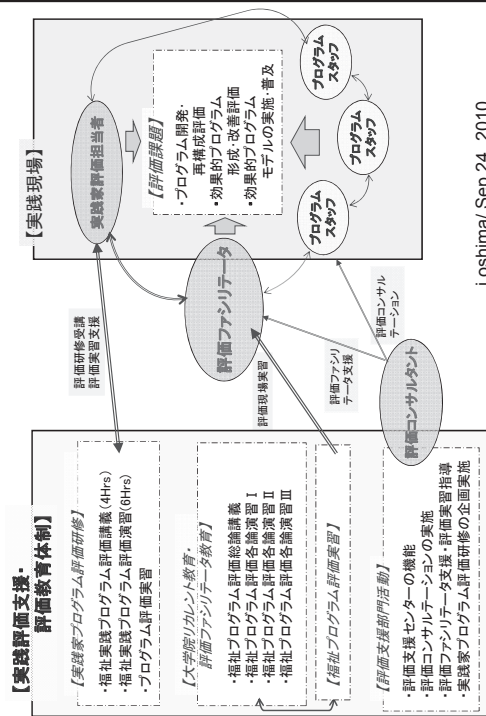 【実践評価支援・
評価教育体制】
【実践家プログラム評価研修】
・福祉実践プログラム評価講義(4Hrs)
・福祉実践プログラム評価演習(6Hrs)
・プログラム評価実習
【大学院リカレント教育・
評価ファシリテータ教育】
・福祉プログラム評価総論講義
・福祉プログラム評価各論演習Ⅰ
・福祉プログラム評価各論演習Ⅱ
・福祉プログラム評価各論演習Ⅲ
【福祉プログラム評価実習】
【評価支援部門活動】
・評価支援センターの機能
・評価コンサルテーションの実施
・評価ファシリテータ支援・評価実習指導
・実践家プログラム評価研修の企画実施
評価研修受講
評価実習支援
評価現場実習
評価ファシリ
テータ支援
評価コンサル
テーション
評価コンサルタント
評価ファシリテータ
【実践現場】
実践家評価担当者
【評価課題】
・プログラム開発・
再構成評価
・効果的プログラム
形成・改善評価
・効果的プログラム
モデルの実施・普及
プログラム
スタッフ
プログラム
スタッフ
プログラム
スタッフ
i.oshima/ Sep 24, 2010